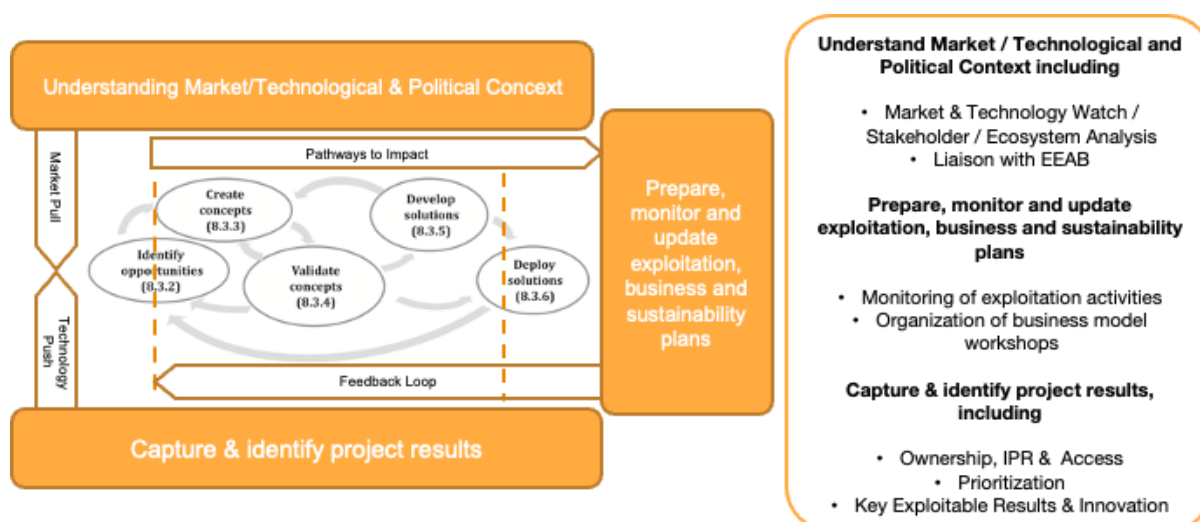 Understanding Market/Technological & Political Concext
Market Pull
Technology
Push
Pathways to Impact
Create
concepts
(8.3.3)
Develop
solutions
(8.3.5)
Identify
opportunities
(8.3.2)
Validate
concepts
(8.3.4)
Deploy
solutions
(8.3.6)
Feedback Loop
Capture & identify project results
Prepare,
monitor and
update
exploitation,
business and
sustainability
plans
Understand Market / Technological and
Political Context including
• Market & Technology Watch /
Stakeholder / Ecosystem Analysis
• Liaison with EEAB
Prepare, monitor and update
exploitation, business and sustainability
plans
• Monitoring of exploitation activities
• Organization of business model
workshops
Capture & identify project results,
including
• Ownership, IPR & Access
• Prioritization
• Key Exploitable Results & Innovation